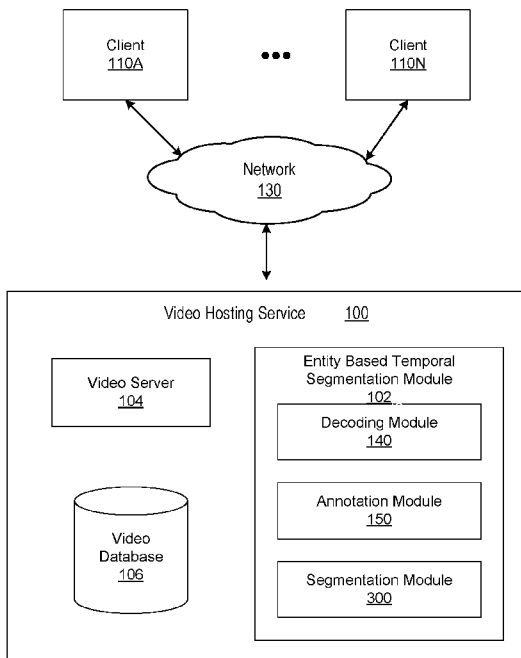 Client
110A
Client
110N
Network
130
Video Hosting Service 100
Video Server
104
Video
Database
106
Entity Based Temporal
Segmentation Module
102
Decoding Module
140
Annotation Module
150
Segmentation Module
300